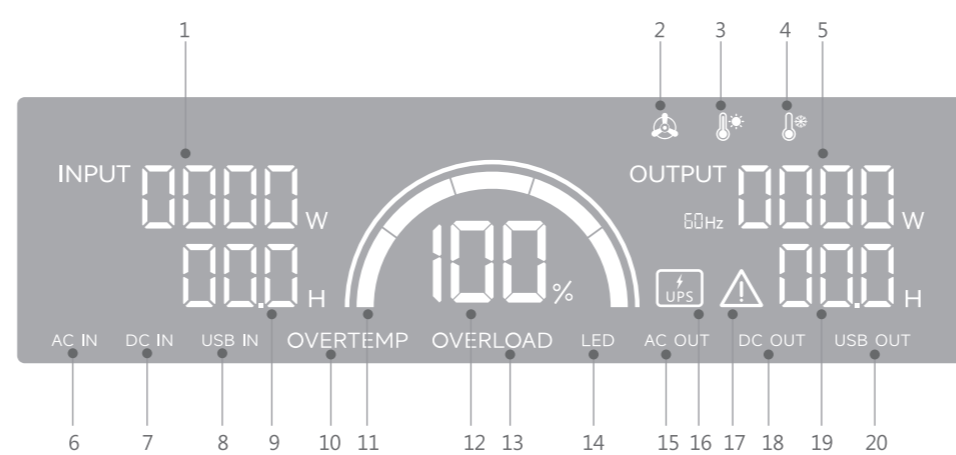 1 2 3 4 5
INPUT 0000 W OUTPUT 0000 W
60Hz
00.0 H 100 % UPS 00.0 H
AC IN DC IN USB IN OVERTEMP OVERLOAD LED AC OUT DC OUT USB OUT
6 7 8 9 10 11 12 13 14 15 16 17 18 19 20